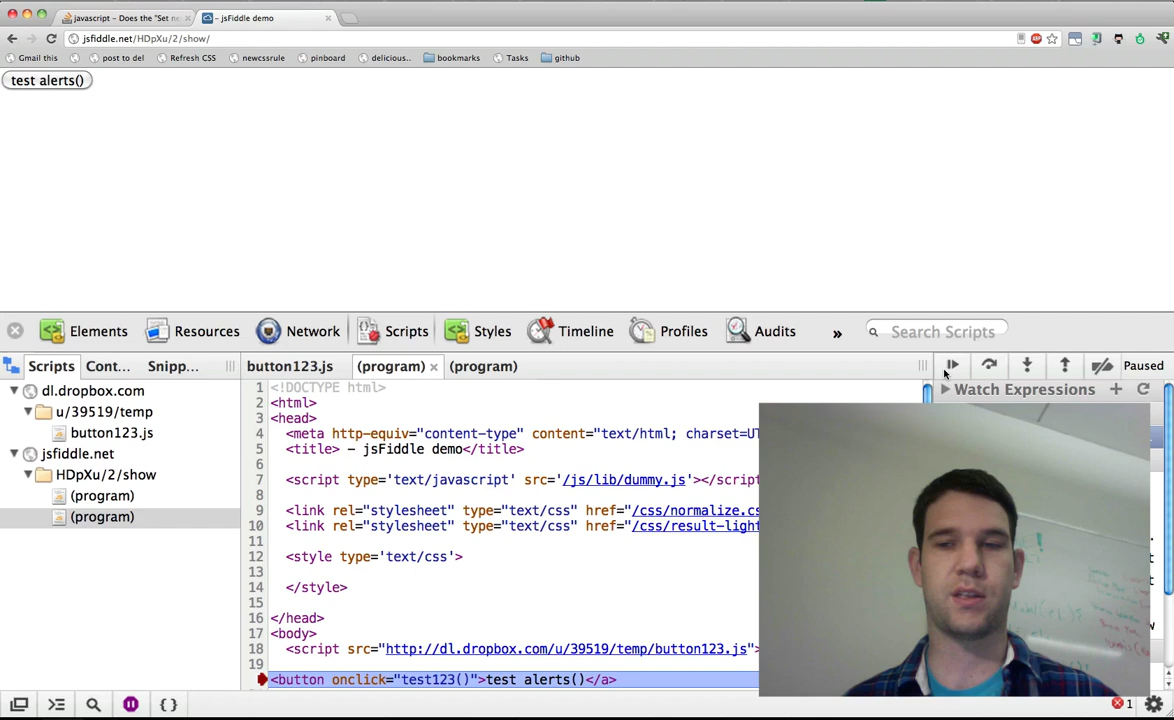 javascript - Does the "Set ne
- jsFiddle demo
jsfiddle.net/HDpXu/2/show/
Gmail this
post to del
Refresh CSS
newcssrule
pinboard
delicious..
bookmarks
Tasks
github
test alerts()
Elements
Resources
Network
Scripts
Styles
Timeline
Profiles
Audits
»
Search Scripts
Scripts
Cont...
Snipp...
button123.js
(program)
(program)
Paused
dl.dropbox.com
u/39519/temp
button123.js
jsfiddle.net
HDpXu/2/show
(program)
(program)
1 <!DOCTYPE html>
2 <html>
3 <head>
4 <meta http-equiv="content-type" content="text/html; charset=UT
5 <title> - jsFiddle demo</title>
6
7 <script type='text/javascript' src='/js/lib/dummy.js'></script
8
9 <link rel="stylesheet" type="text/css" href="/css/normalize.cs
10 <link rel="stylesheet" type="text/css" href="/css/result-light
11
12 <style type='text/css'>
13
14 </style>
15
16 </head>
17 <body>
18 <script src="http://dl.dropbox.com/u/39519/temp/button123.js">
19
<button onclick="test123()">test alerts()</a>
Watch Expressions
1